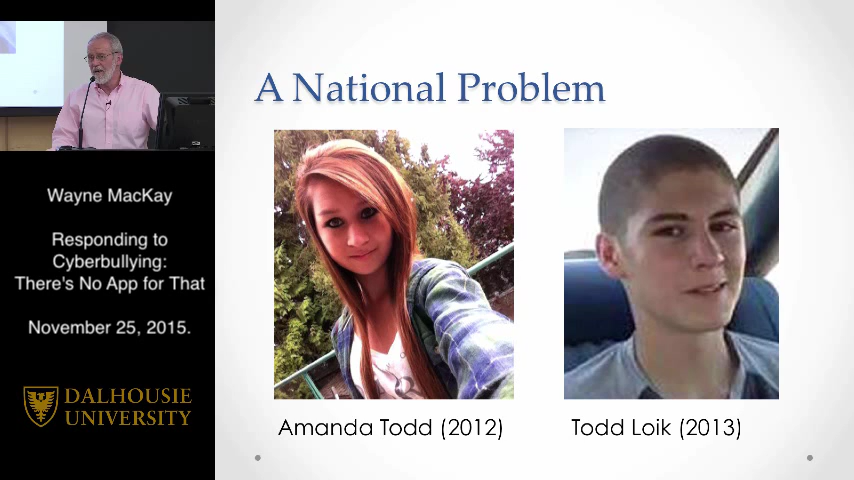 A National Problem
Wayne MacKay
Responding to
Cyberbullying:
There's No App for That
November 25, 2015.
DALHOUSIE
UNIVERSITY
Amanda Todd (2012)
Todd Loik (2013)